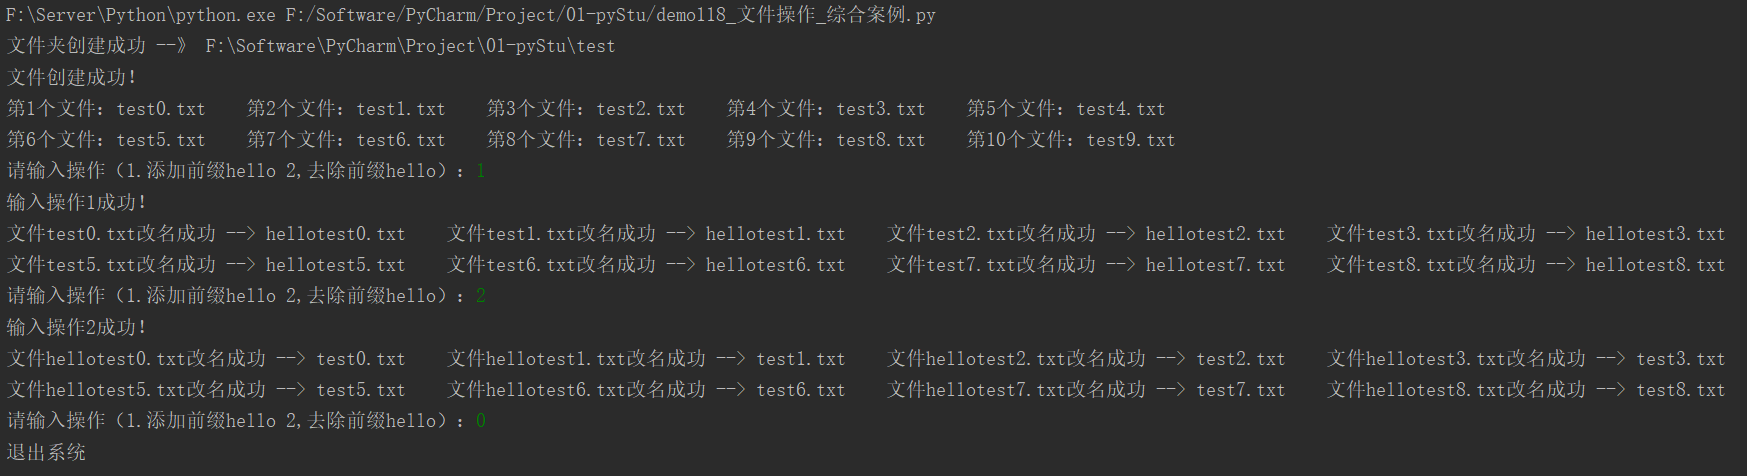 F:\Server\Python\python.exe F:/Software/PyCharm/Project/01-pyStu/demo118_文件操作_综合案例.py
文件夹创建成功 --》 F:\Software\PyCharm\Project\01-pyStu\test
文件创建成功!
第1个文件: test0.txt    第2个文件: test1.txt    第3个文件: test2.txt    第4个文件: test3.txt    第5个文件: test4.txt
第6个文件: test5.txt    第7个文件: test6.txt    第8个文件: test7.txt    第9个文件: test8.txt    第10个文件: test9.txt
请输入操作（1.添加前缀hello 2,去除前缀hello）: 1
输入操作1成功!
文件test0.txt改名成功 --> hellotest0.txt    文件test1.txt改名成功 --> hellotest1.txt    文件test2.txt改名成功 --> hellotest2.txt    文件test3.txt改名成功 --> hellotest3.txt
文件test5.txt改名成功 --> hellotest5.txt    文件test6.txt改名成功 --> hellotest6.txt    文件test7.txt改名成功 --> hellotest7.txt    文件test8.txt改名成功 --> hellotest8.txt
请输入操作（1.添加前缀hello 2,去除前缀hello）: 2
输入操作2成功!
文件hellotest0.txt改名成功 --> test0.txt    文件hellotest1.txt改名成功 --> test1.txt    文件hellotest2.txt改名成功 --> test2.txt    文件hellotest3.txt改名成功 --> test3.txt
文件hellotest5.txt改名成功 --> test5.txt    文件hellotest6.txt改名成功 --> test6.txt    文件hellotest7.txt改名成功 --> test7.txt    文件hellotest8.txt改名成功 --> test8.txt
请输入操作（1.添加前缀hello 2,去除前缀hello）: 0
退出系统